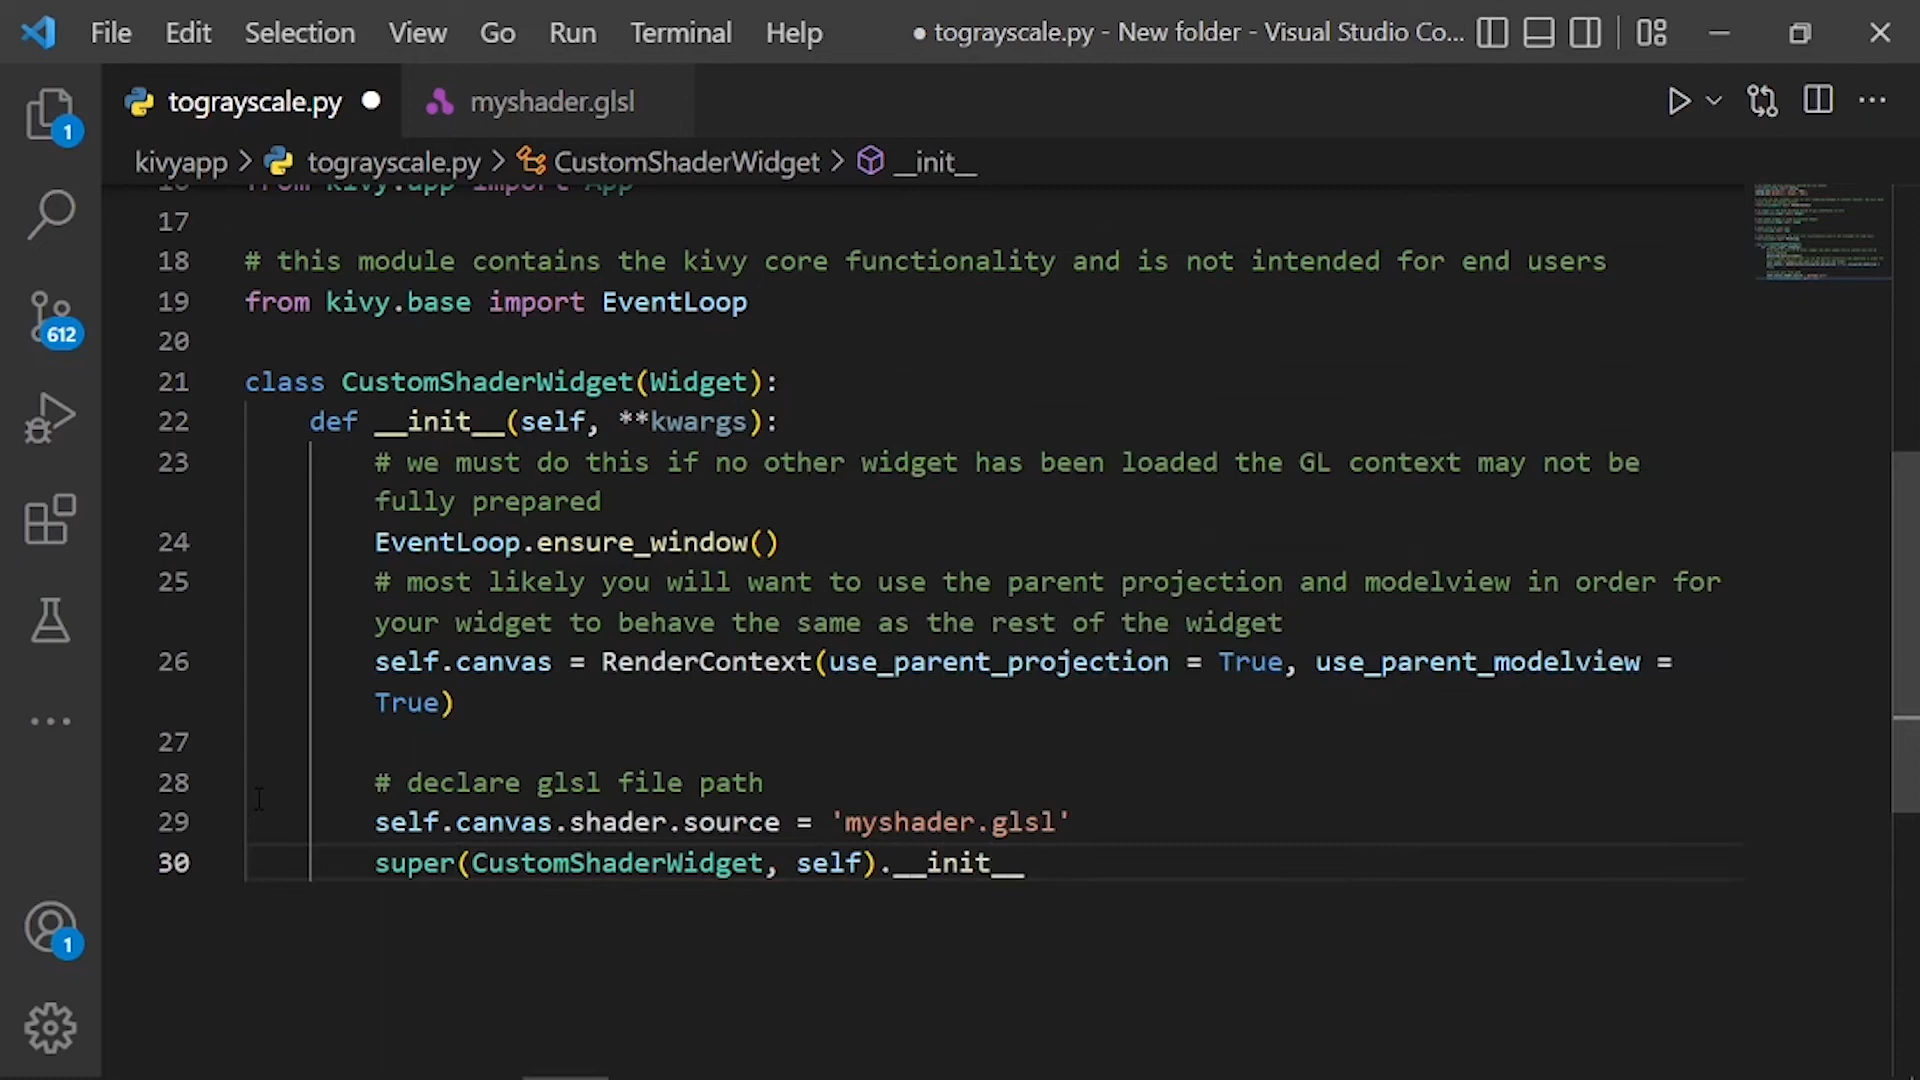 File Edit Selection View Go Run Terminal Help ● tograyscale.py - New folder - Visual Studio Co...
tograyscale.py myshader.glsl
kivyapp > tograyscale.py > CustomShaderWidget > __init__
16 from kivy.app import App
17
18 # this module contains the kivy core functionality and is not intended for end users
19 from kivy.base import EventLoop
20
21 class CustomShaderWidget(Widget):
22 def __init__(self, **kwargs):
23 # we must do this if no other widget has been loaded the GL context may not be
fully prepared
24 EventLoop.ensure_window()
25 # most likely you will want to use the parent projection and modelview in order for
your widget to behave the same as the rest of the widget
26 self.canvas = RenderContext(use_parent_projection = True, use_parent_modelview =
True)
27
28 # declare glsl file path
29 self.canvas.shader.source = 'myshader.glsl'
30 super(CustomShaderWidget, self).__init__
1
612
1